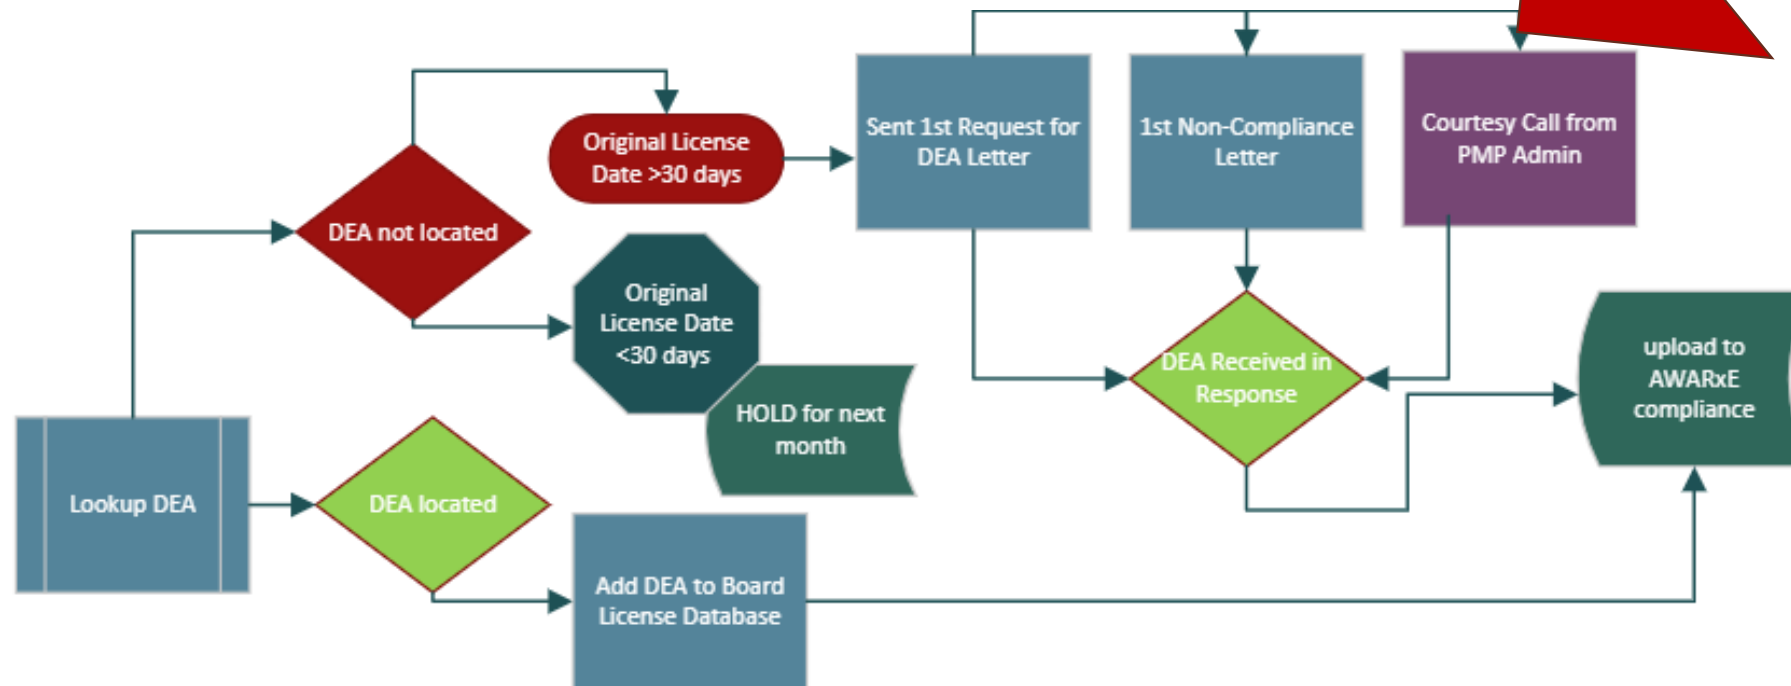 Original License
Date >30 days
Sent 1st Request for
DEA Letter
1st Non-Compliance
Letter
Courtesy Call from
PMP Admin
DEA not located
Original
License Date
<30 days
DEA Received in
Response
upload to
AWARxE
compliance
HOLD for next
month
Lookup DEA
DEA located
Add DEA to Board
License Database